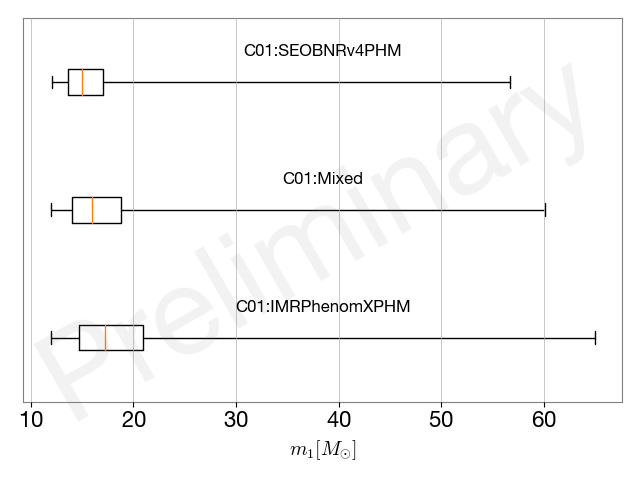 C01:SEOBNRv4PHM
C01:Mixed
C01:IMRPhenomXPHM
Preliminary
10 20 30 40 50 60
m₁[M⊙]